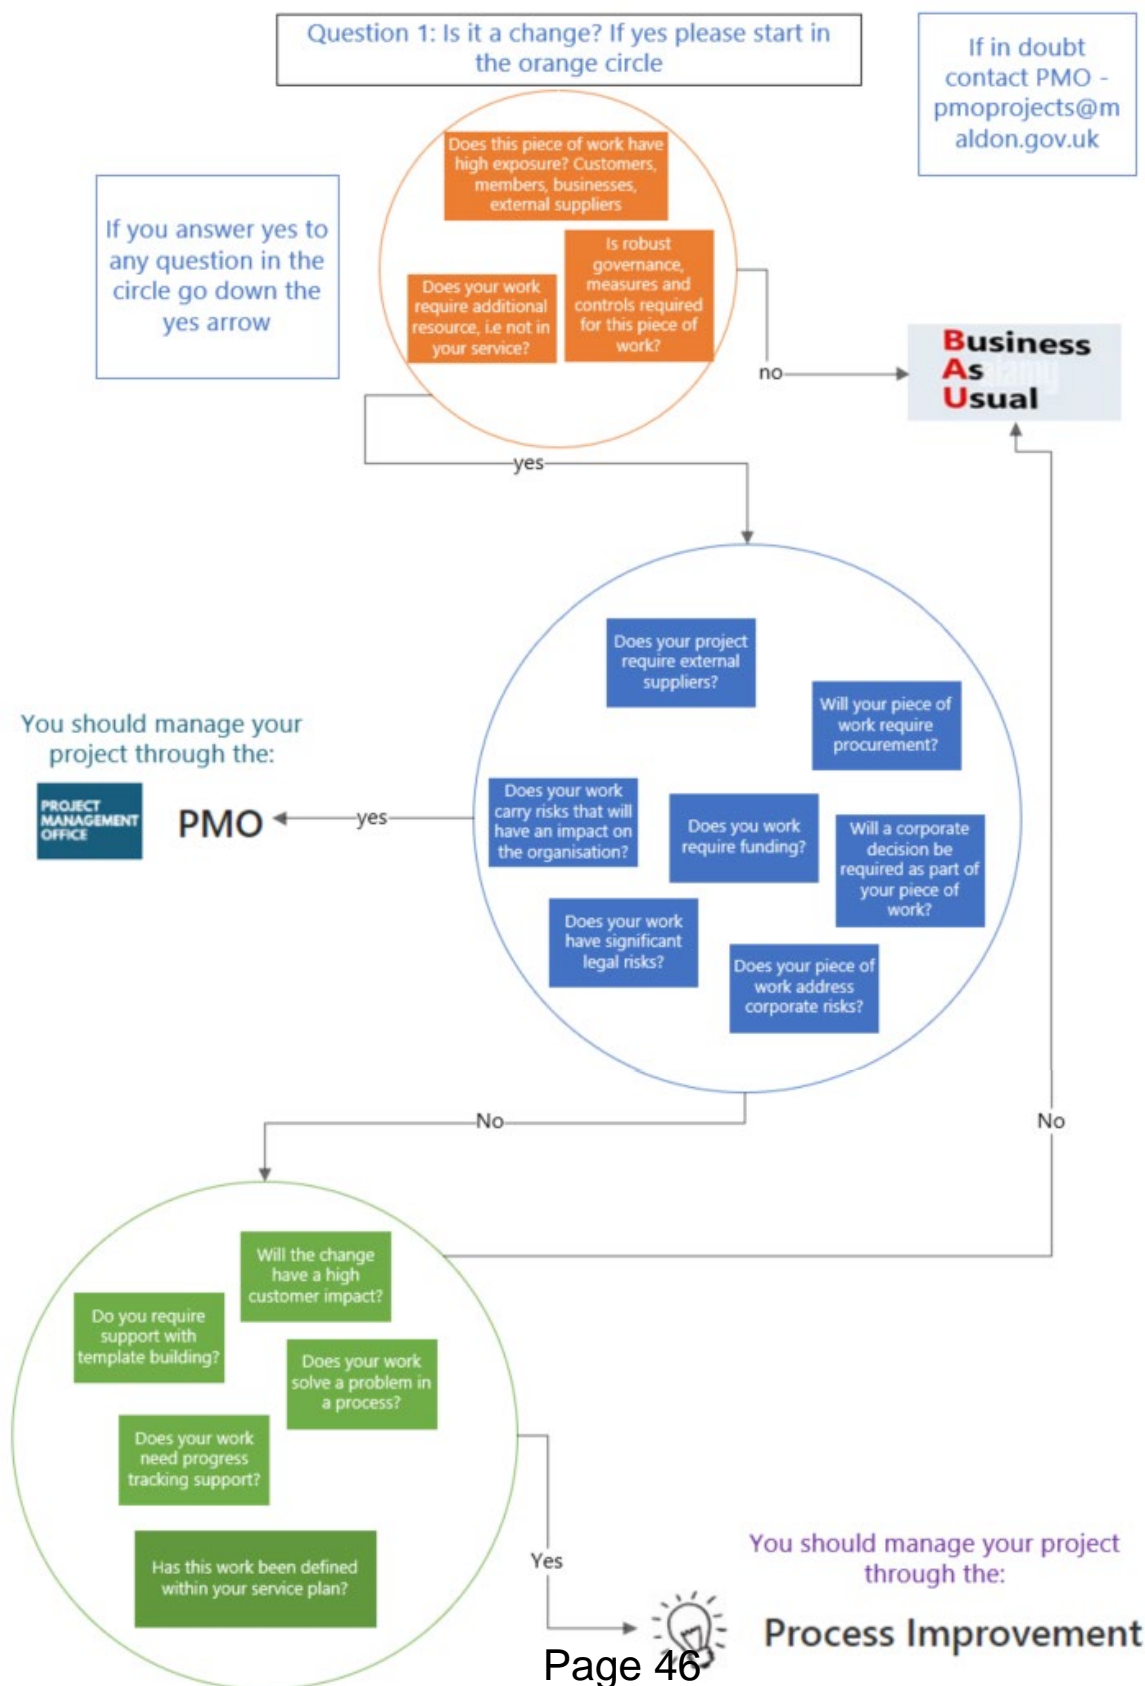 Question 1: Is it a change? If yes please start in
the orange circle
If in doubt
contact PMO -
pmoprojects@m
aldon.gov.uk
If you answer yes to
any question in the
circle go down the
yes arrow
Does this piece of work have
high exposure? Customers,
members, businesses,
external suppliers
Is robust
governance,
measures and
controls required
for this piece of
work?
Does your work
require additional
resource, i.e not in
your service?
no
Business
As
Usual
yes
Does your project
require external
suppliers?
Will your piece of
work require
procurement?
You should manage your
project through the:
PROJECT
MANAGEMENT
OFFICE
PMO
yes
Does your work
carry risks that will
have an impact on
the organisation?
Does you work
require funding?
Will a corporate
decision be
required as part of
your piece of
work?
Does your work
have significant
legal risks?
Does your piece of
work address
corporate risks?
No
No
Will the change
have a high
customer impact?
Do you require
support with
template building?
Does your work
solve a problem in
a process?
Does your work
need progress
tracking support?
Has this work been defined
within your service plan?
Yes
You should manage your project
through the:
Process Improvement
Page 46